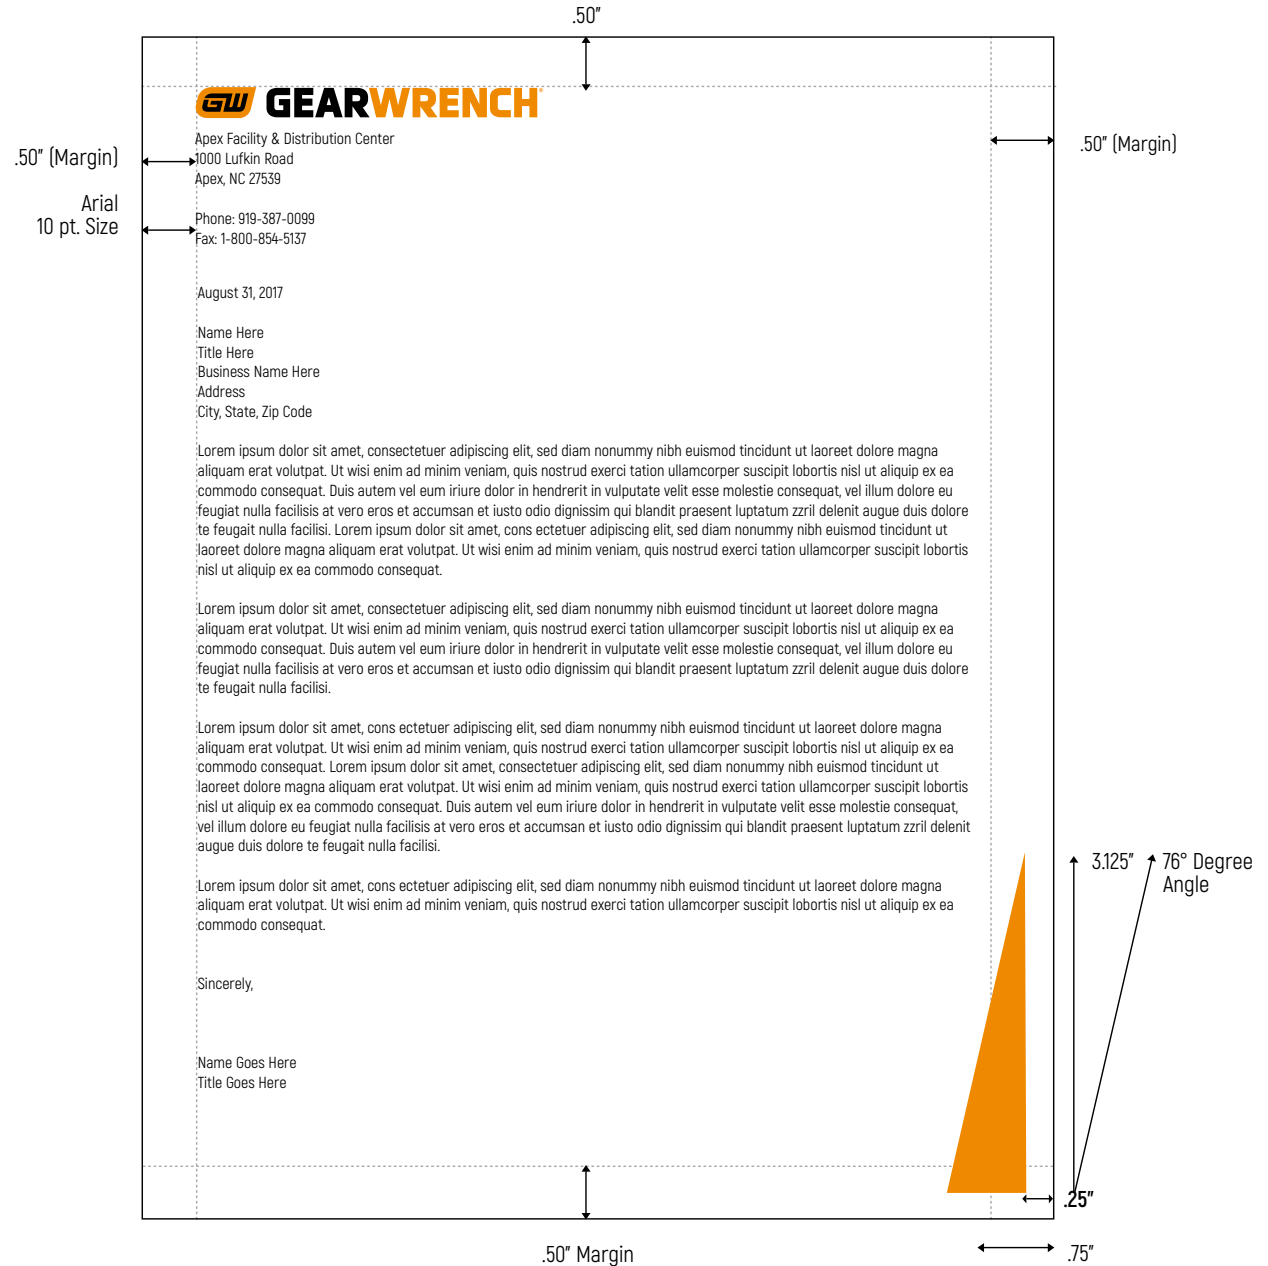 .50"
GW GEARWRENCH®
Apex Facility & Distribution Center
1000 Lufkin Road
Apex, NC 27539
.50" (Margin)
.50" (Margin)
Arial
10 pt. Size
Phone: 919-387-0099
Fax: 1-800-854-5137
August 31, 2017
Name Here
Title Here
Business Name Here
Address
City, State, Zip Code
Lorem ipsum dolor sit amet, consectetuer adipiscing elit, sed diam nonummy nibh euismod tincidunt ut laoreet dolore magna
aliquam erat volutpat. Ut wisi enim ad minim veniam, quis nostrud exerci tation ullamcorper suscipit lobortis nisl ut aliquip ex ea
commodo consequat. Duis autem vel eum iriure dolor in hendrerit in vulputate velit esse molestie consequat, vel illum dolore eu
feugiat nulla facilisis at vero eros et accumsan et iusto odio dignissim qui blandit praesent luptatum zzril delenit augue duis dolore
te feugait nulla facilisi. Lorem ipsum dolor sit amet, cons ectetuer adipiscing elit, sed diam nonummy nibh euismod tincidunt ut
laoreet dolore magna aliquam erat volutpat. Ut wisi enim ad minim veniam, quis nostrud exerci tation ullamcorper suscipit lobortis
nisl ut aliquip ex ea commodo consequat.
Lorem ipsum dolor sit amet, consectetuer adipiscing elit, sed diam nonummy nibh euismod tincidunt ut laoreet dolore magna
aliquam erat volutpat. Ut wisi enim ad minim veniam, quis nostrud exerci tation ullamcorper suscipit lobortis nisl ut aliquip ex ea
commodo consequat. Duis autem vel eum iriure dolor in hendrerit in vulputate velit esse molestie consequat, vel illum dolore eu
feugiat nulla facilisis at vero eros et accumsan et iusto odio dignissim qui blandit praesent luptatum zzril delenit augue duis dolore
te feugait nulla facilisi.
Lorem ipsum dolor sit amet, cons ectetuer adipiscing elit, sed diam nonummy nibh euismod tincidunt ut laoreet dolore magna
aliquam erat volutpat. Ut wisi enim ad minim veniam, quis nostrud exerci tation ullamcorper suscipit lobortis nisl ut aliquip ex ea
commodo consequat. Lorem ipsum dolor sit amet, consectetuer adipiscing elit, sed diam nonummy nibh euismod tincidunt ut
laoreet dolore magna aliquam erat volutpat. Ut wisi enim ad minim veniam, quis nostrud exerci tation ullamcorper suscipit lobortis
nisl ut aliquip ex ea commodo consequat. Duis autem vel eum iriure dolor in hendrerit in vulputate velit esse molestie consequat,
vel illum dolore eu feugiat nulla facilisis at vero eros et accumsan et iusto odio dignissim qui blandit praesent luptatum zzril delenit
augue duis dolore te feugait nulla facilisi.
Lorem ipsum dolor sit amet, cons ectetuer adipiscing elit, sed diam nonummy nibh euismod tincidunt ut laoreet dolore magna
aliquam erat volutpat. Ut wisi enim ad minim veniam, quis nostrud exerci tation ullamcorper suscipit lobortis nisl ut aliquip ex ea
commodo consequat.
Sincerely,
Name Goes Here
Title Goes Here
3.125"
76° Degree
Angle
.25"
.75"
.50" Margin